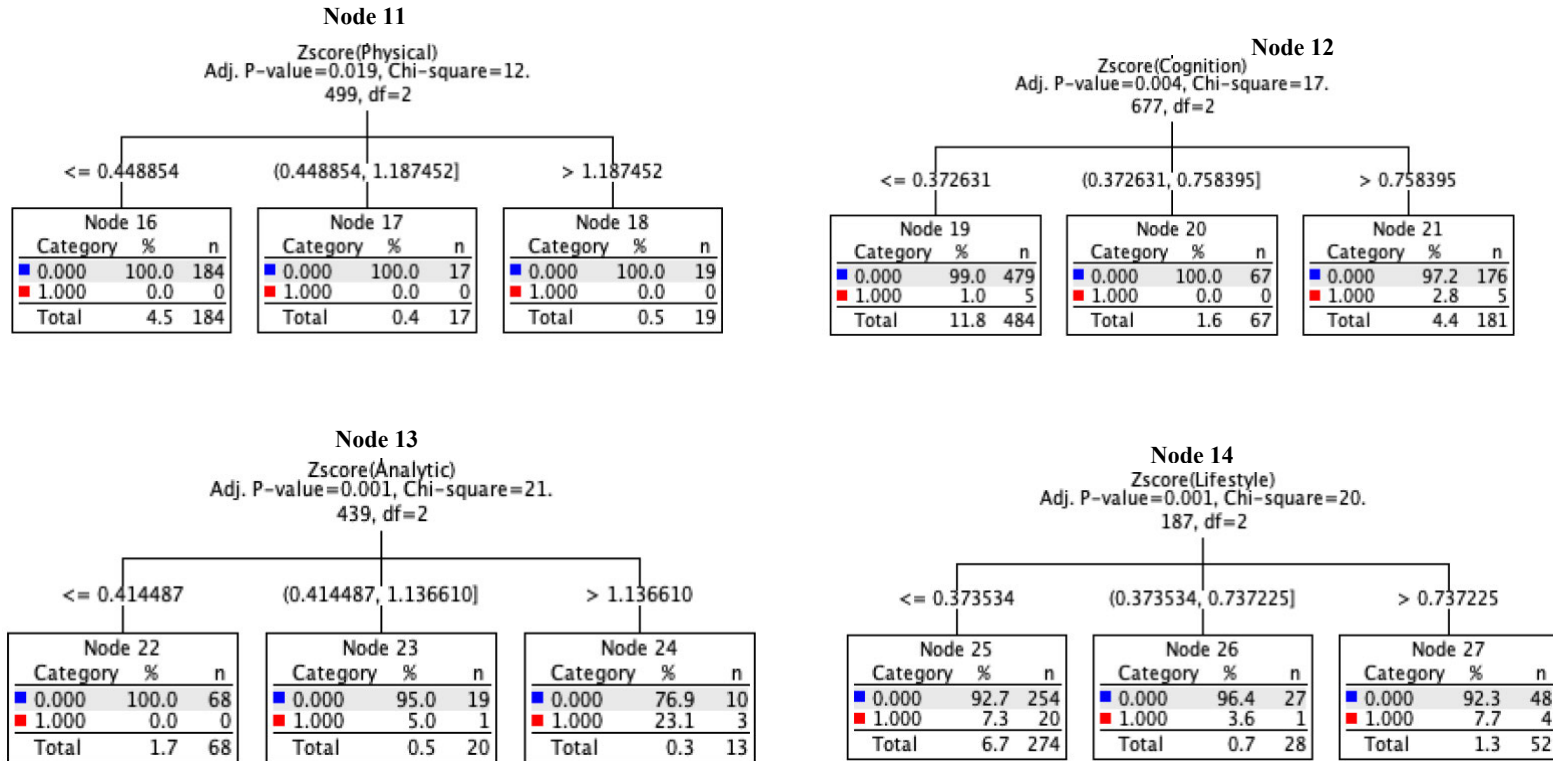 Node 11
Zscore(Physical)
Adj. P-value=0.019, Chi-square=12.
499, df=2
<= 0.448854 (0.448854, 1.187452] > 1.187452
Node 16
Category % n
0.000 100.0 184
1.000 0.0 0
Total 4.5 184
Node 17
Category % n
0.000 100.0 17
1.000 0.0 0
Total 0.4 17
Node 18
Category % n
0.000 100.0 19
1.000 0.0 0
Total 0.5 19
Node 12
Zscore(Cognition)
Adj. P-value=0.004, Chi-square=17.
677, df=2
<= 0.372631 (0.372631, 0.758395] > 0.758395
Node 19
Category % n
0.000 99.0 479
1.000 1.0 5
Total 11.8 484
Node 20
Category % n
0.000 100.0 67
1.000 0.0 0
Total 1.6 67
Node 21
Category % n
0.000 97.2 176
1.000 2.8 5
Total 4.4 181
Node 13
Zscore(Analytic)
Adj. P-value=0.001, Chi-square=21.
439, df=2
<= 0.414487 (0.414487, 1.136610] > 1.136610
Node 22
Category % n
0.000 100.0 68
1.000 0.0 0
Total 1.7 68
Node 23
Category % n
0.000 95.0 19
1.000 5.0 1
Total 0.5 20
Node 24
Category % n
0.000 76.9 10
1.000 23.1 3
Total 0.3 13
Node 14
Zscore(Lifestyle)
Adj. P-value=0.001, Chi-square=20.
187, df=2
<= 0.373534 (0.373534, 0.737225] > 0.737225
Node 25
Category % n
0.000 92.7 254
1.000 7.3 20
Total 6.7 274
Node 26
Category % n
0.000 96.4 27
1.000 3.6 1
Total 0.7 28
Node 27
Category % n
0.000 92.3 48
1.000 7.7 4
Total 1.3 52